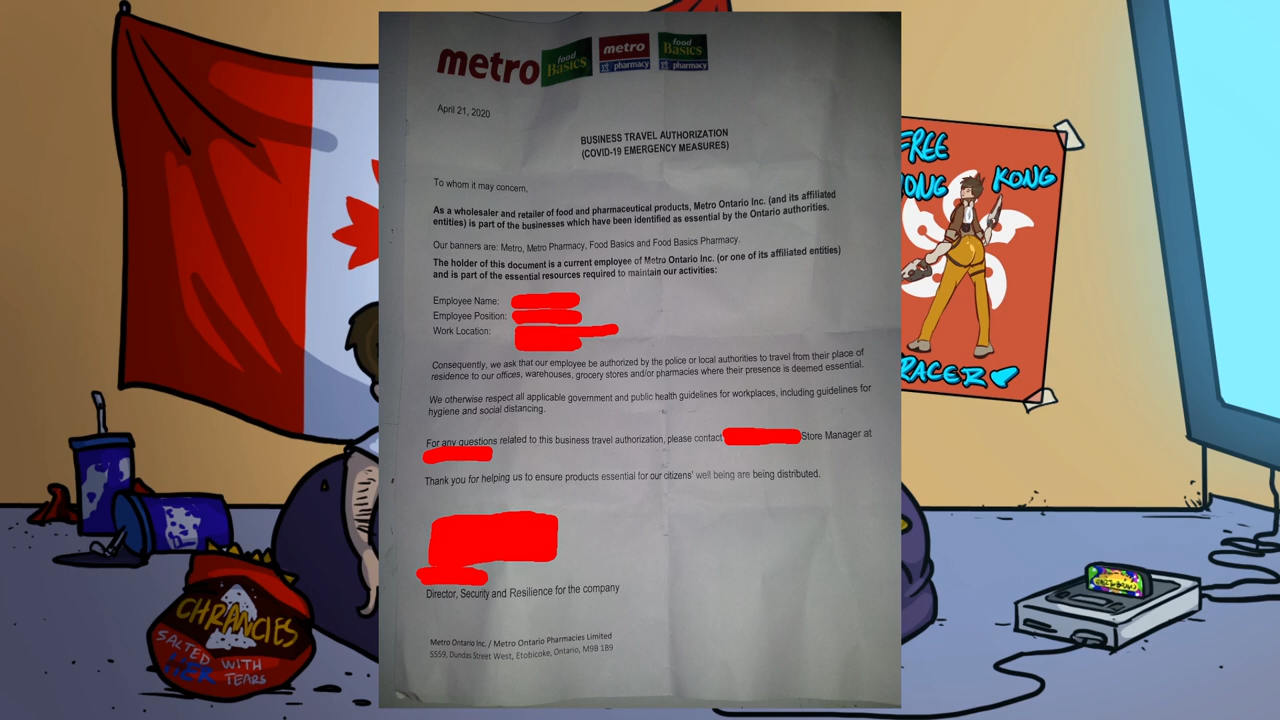 metro food Basics metro pharmacy food Basics pharmacy
April 21, 2020
BUSINESS TRAVEL AUTHORIZATION
(COVID-19 EMERGENCY MEASURES)
To whom it may concern,
As a wholesaler and retailer of food and pharmaceutical products, Metro Ontario Inc. (and its affiliated
entities) is part of the businesses which have been identified as essential by the Ontario authorities.
Our banners are: Metro, Metro Pharmacy, Food Basics and Food Basics Pharmacy.
The holder of this document is a current employee of Metro Ontario Inc. (or one of its affiliated entities)
and is part of the essential resources required to maintain our activities:
Employee Name:
Employee Position:
Work Location:
Consequently, we ask that our employee be authorized by the police or local authorities to travel from their place of
residence to our offices, warehouses, grocery stores and/or pharmacies where their presence is deemed essential.
We otherwise respect all applicable government and public health guidelines for workplaces, including guidelines for
hygiene and social distancing.
For any questions related to this business travel authorization, please contact Store Manager at
Thank you for helping us to ensure products essential for our citizens' well being are being distributed.
Director, Security and Resilience for the company
Metro Ontario Inc. / Metro Ontario Pharmacies Limited
5559, Dundas Street West, Etobicoke, Ontario, M9B 1B9
FREE
ONG KONG
RACER
CHRANCIES
SALTED WITH
HER TEARS